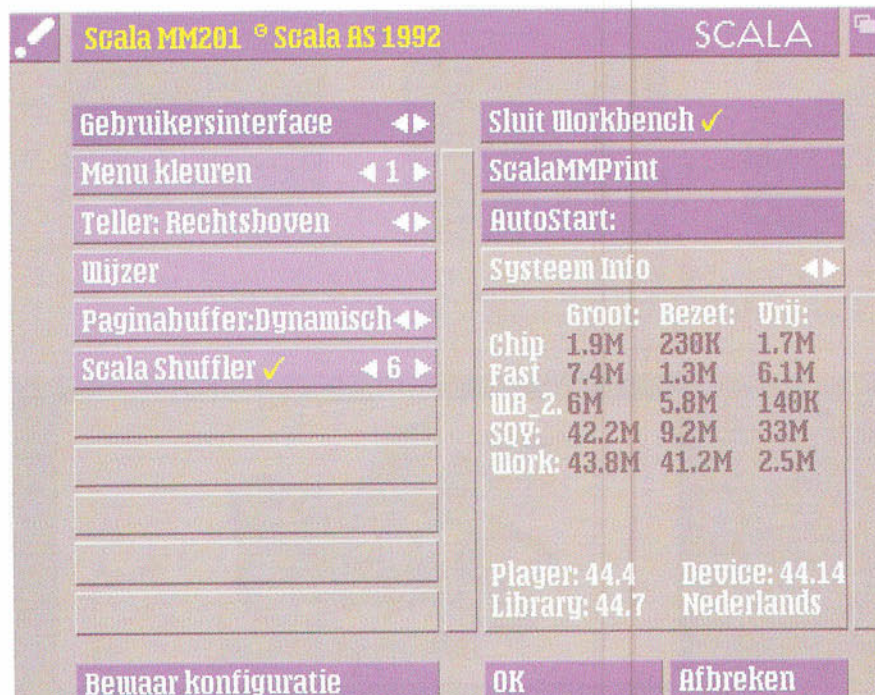 Scala MM201 © Scala AS 1992 SCALA
Gebruikersinterface
Menu kleuren 1
Teller: Rechtsboven
Wijzer
Paginabuffer:Dynamisch
Scala Shuffler ✓ 6
Bewaar konfiguratie
Sluit Workbench ✓
ScalaMMPrint
AutoStart:
Systeem Info
Groot: Bezet: Vrij:
Chip 1.9M 230K 1.7M
Fast 7.4M 1.3M 6.1M
WB_2. 6M 5.8M 140K
SQY: 42.2M 9.2M 33M
Work: 43.8M 41.2M 2.5M
Player: 44.4 Device: 44.14
Library: 44.7 Nederlands
OK Afbreken